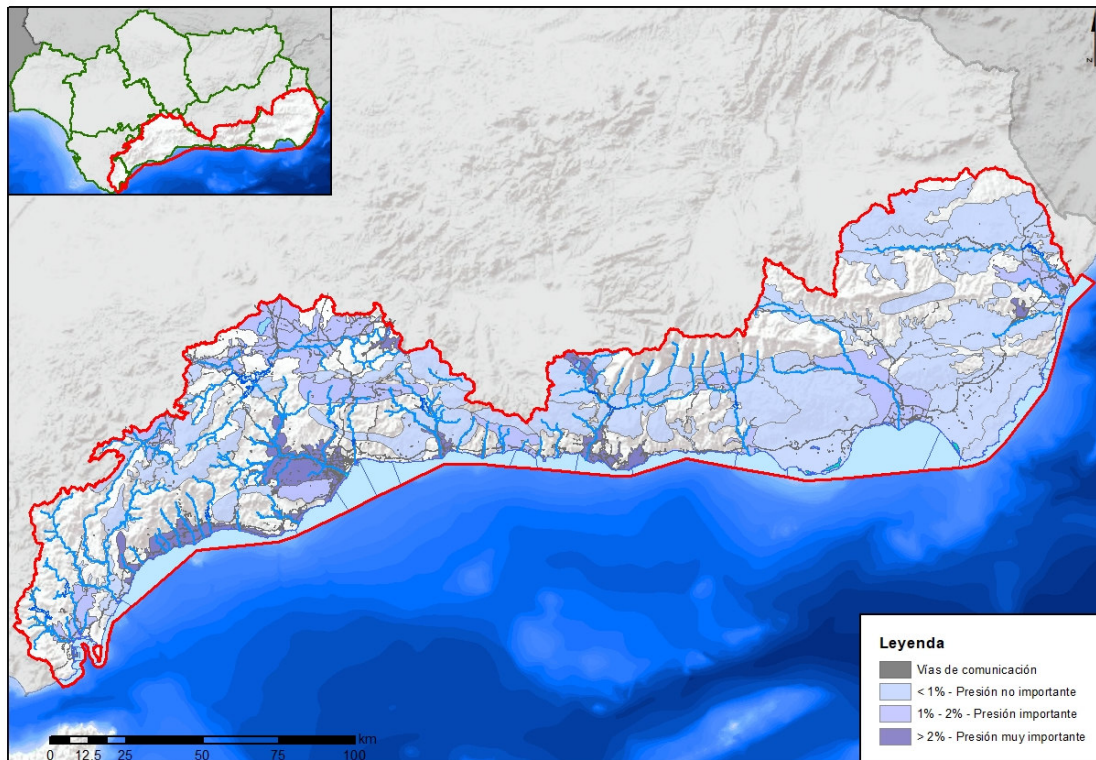 N
Leyenda
Vías de comunicación
< 1% - Presión no importante
1% - 2% - Presión importante
> 2% - Presión muy importante
km
0 12.5 25 50 75 100